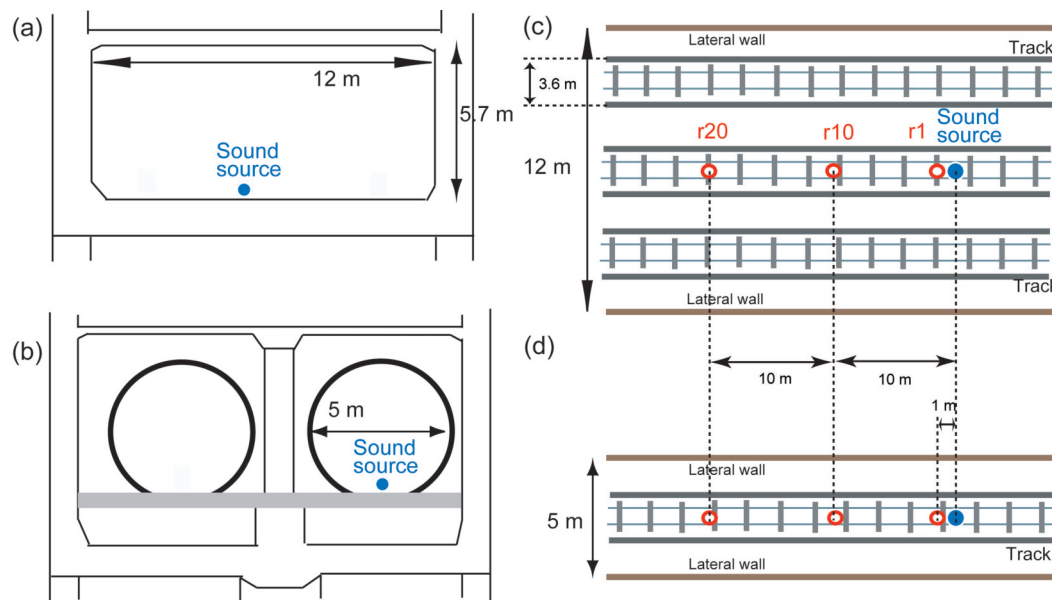 (a)
12 m
5.7 m
Sound
source
(b)
5 m
Sound
source
(c)
Lateral wall
Track
3.6 m
r20
r10
r1
Sound
source
12 m
Track
Lateral wall
(d)
10 m
10 m
1 m
Lateral wall
5 m
Track
Lateral wall